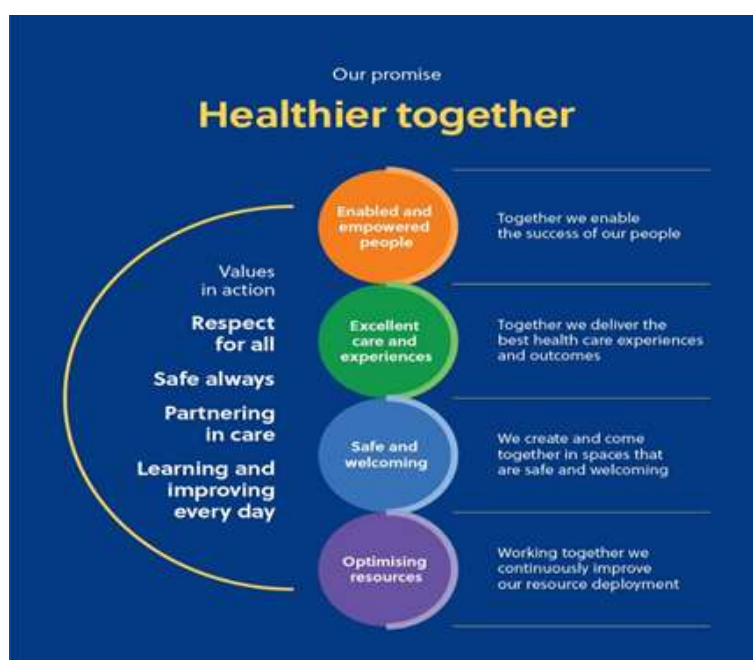 Our promise
Healthier together
Values
in action
Respect
for all
Safe always
Partnering
in care
Learning and
improving
every day
Enabled and
empowered
people
Together we enable
the success of our people
Excellent
care and
experiences
Together we deliver the
best health care experiences
and outcomes
Safe and
welcoming
We create and come
together in spaces that
are safe and welcoming
Optimising
resources
Working together we
continuously improve
our resource deployment